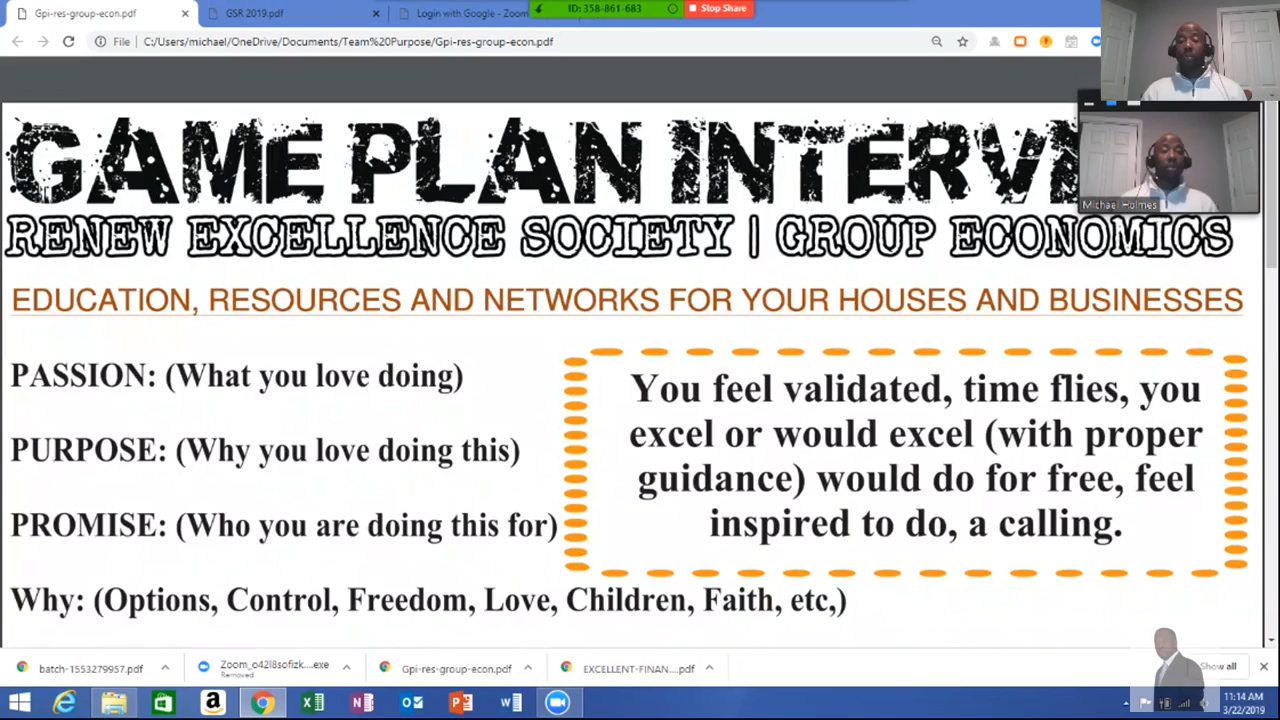 Gpi-res-group-econ.pdf
GSR 2019.pdf
Login with Google - Zoom
ID: 358-861-683
Stop Share
File
C:/Users/michael/OneDrive/Documents/Team%20Purpose/Gpi-res-group-econ.pdf
GAME PLAN INTERVI
Michael Holmes
RENEW EXCELLENCE SOCIETY | GROUP ECONOMICS
EDUCATION, RESOURCES AND NETWORKS FOR YOUR HOUSES AND BUSINESSES
PASSION: (What you love doing)
PURPOSE: (Why you love doing this)
PROMISE: (Who you are doing this for)
You feel validated, time flies, you
excel or would excel (with proper
guidance) would do for free, feel
inspired to do, a calling.
Why: (Options, Control, Freedom, Love, Children, Faith, etc,)
batch-1553279957.pdf
Zoom_o42l8sofizk....exe
Removed
Gpi-res-group-econ.pdf
EXCELLENT-FINAN....pdf
Show all
11:14 AM
3/22/2019